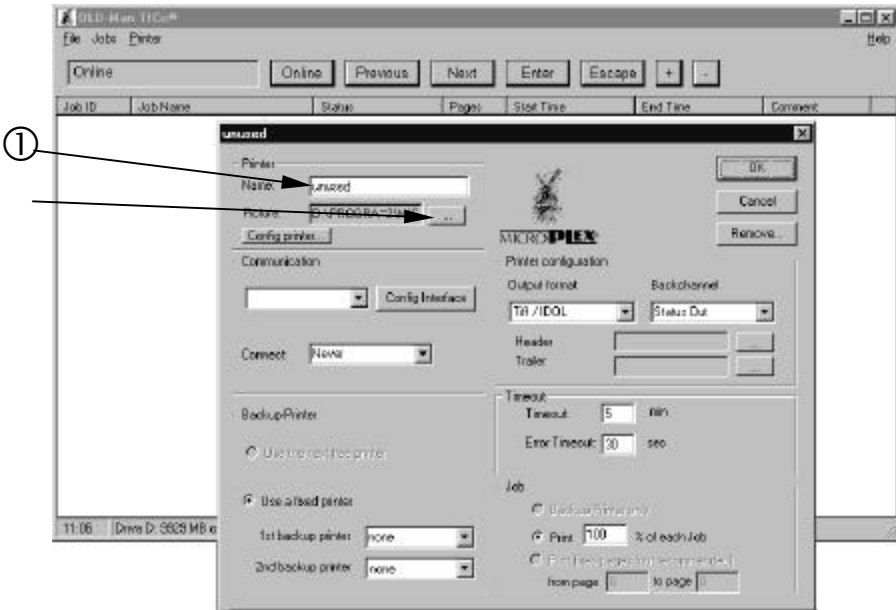 OLD-Man TICo®
File Jobs Printer Help
Online Online Previous Next Enter Escape + -
Job ID Job Name Status Pages Start Time End Time Comment
unused
①
Printer
Name: unused
Picture: ...
Config printer...
MICROPLEX
OK
Cancel
Remove...
Communication
Config Interface
Connect Never
Printer configuration
Output format Backchannel
Tiff /IDOL Status Out
Header ...
Trailer ...
Backup-Printer
Use the next free printer
Use a fixed printer
1st backup printer none
2nd backup printer none
Timeout
Timeout: 5 min
Error Timeout: 30 sec
Job
Print 100 % of each Job
from page 0 to page 0
11:06 Drive D: 9829 MB